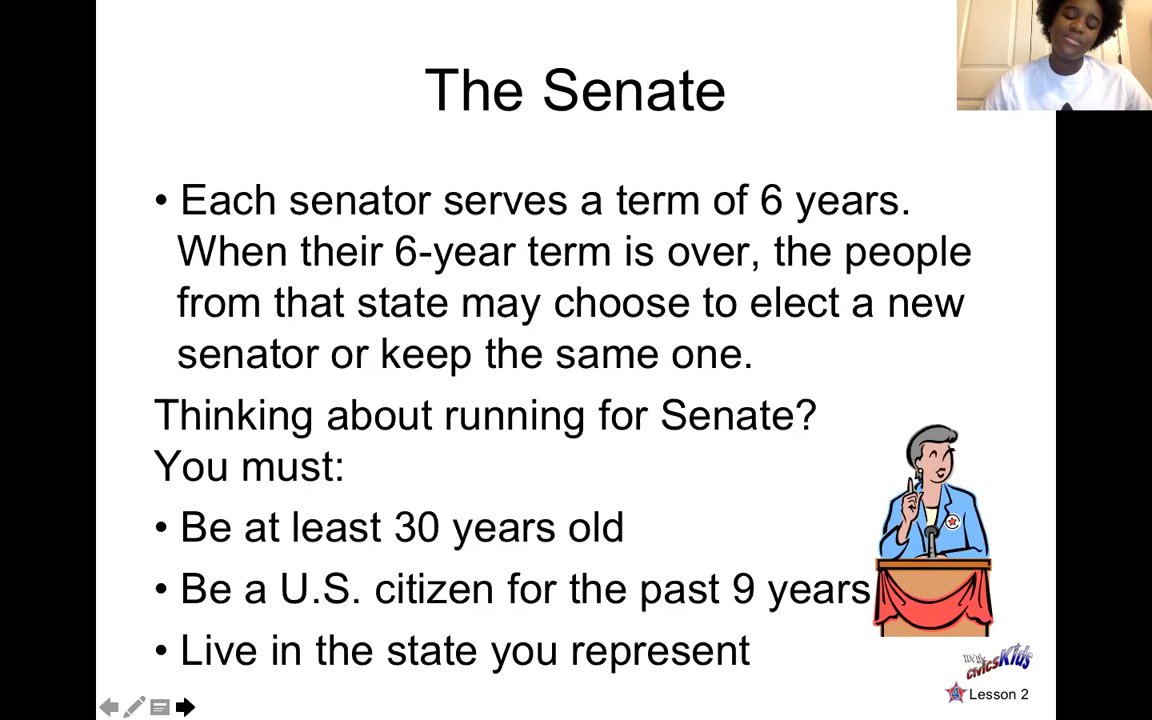 The Senate
• Each senator serves a term of 6 years.
When their 6-year term is over, the people
from that state may choose to elect a new
senator or keep the same one.
Thinking about running for Senate?
You must:
• Be at least 30 years old
• Be a U.S. citizen for the past 9 years
• Live in the state you represent
civicsKids
4 Lesson 2